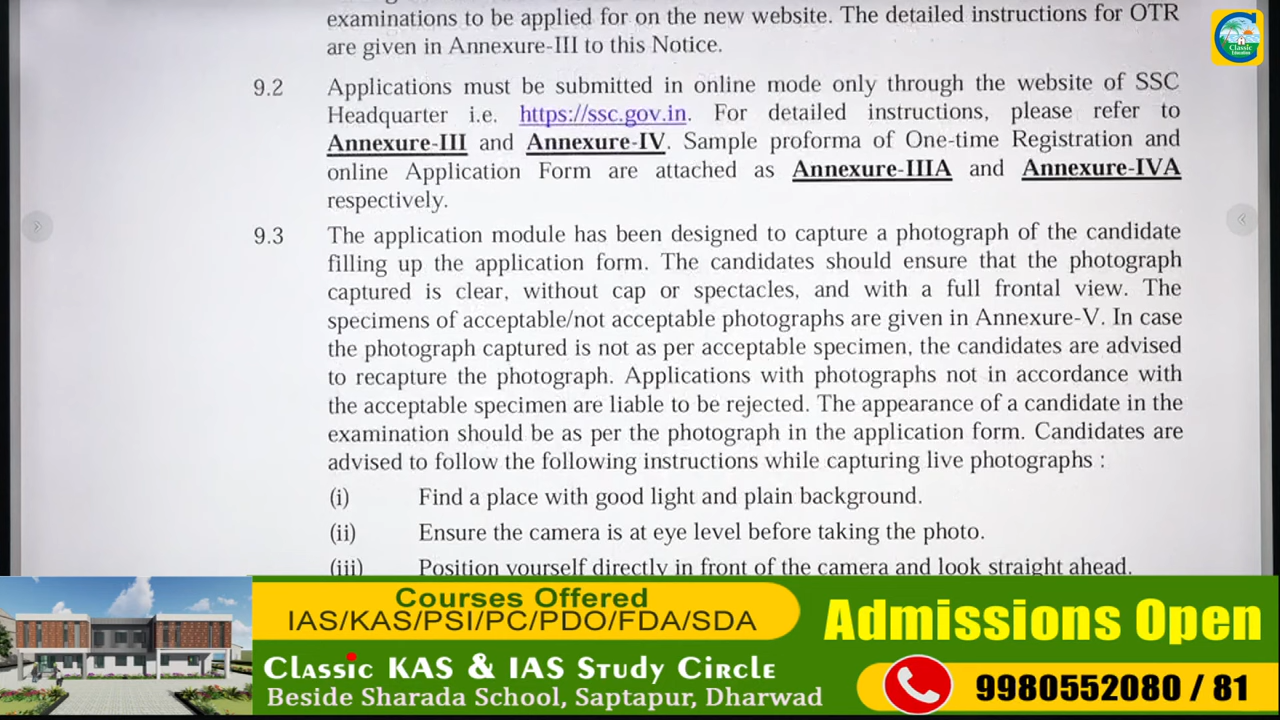 examinations to be applied for on the new website. The detailed instructions for OTR
are given in Annexure-III to this Notice.
9.2 Applications must be submitted in online mode only through the website of SSC
Headquarter i.e. https://ssc.gov.in. For detailed instructions, please refer to
Annexure-III and Annexure-IV. Sample proforma of One-time Registration and
online Application Form are attached as Annexure-IIIA and Annexure-IVA
respectively.
9.3 The application module has been designed to capture a photograph of the candidate
filling up the application form. The candidates should ensure that the photograph
captured is clear, without cap or spectacles, and with a full frontal view. The
specimens of acceptable/not acceptable photographs are given in Annexure-V. In case
the photograph captured is not as per acceptable specimen, the candidates are advised
to recapture the photograph. Applications with photographs not in accordance with
the acceptable specimen are liable to be rejected. The appearance of a candidate in the
examination should be as per the photograph in the application form. Candidates are
advised to follow the following instructions while capturing live photographs :
(i) Find a place with good light and plain background.
(ii) Ensure the camera is at eye level before taking the photo.
(iii) Position yourself directly in front of the camera and look straight ahead.
Classic
Education
Courses Offered
IAS/KAS/PSI/PC/PDO/FDA/SDA
Classic KAS & IAS Study Circle
Beside Sharada School, Saptapur, Dharwad
Admissions Open
9980552080 / 81